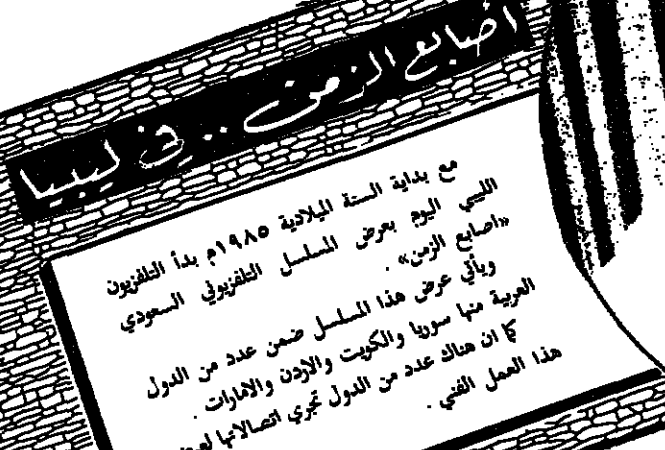 أصابع الزمن .. في ليبيا
مع بداية السنة الميلادية ١٩٨٥م بدأ التلفزيون
الليبي اليوم بعرض المسلسل التلفزيوني السعودي
«اصابع الزمن» .
ويأتي عرض هذا المسلسل ضمن عدد من الدول
العربية منها سوريا والكويت والاردن والامارات .
كما ان هناك عدد من الدول تجري اتصالاتها
هذا العمل الفني .